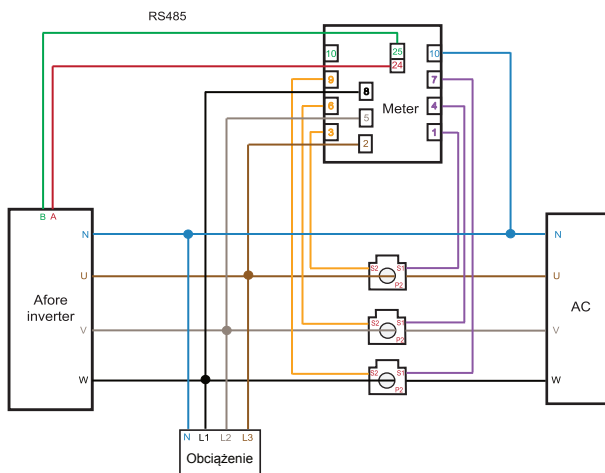 RS485
10
25
10
24
9
7
8
6
Meter
4
5
3
1
2
B A
N
N
S2
S1
U
P2
U
Afore
inverter
AC
S2
S1
V
P2
V
S2
S1
W
P2
W
N L1 L2 L3
Obciążenie